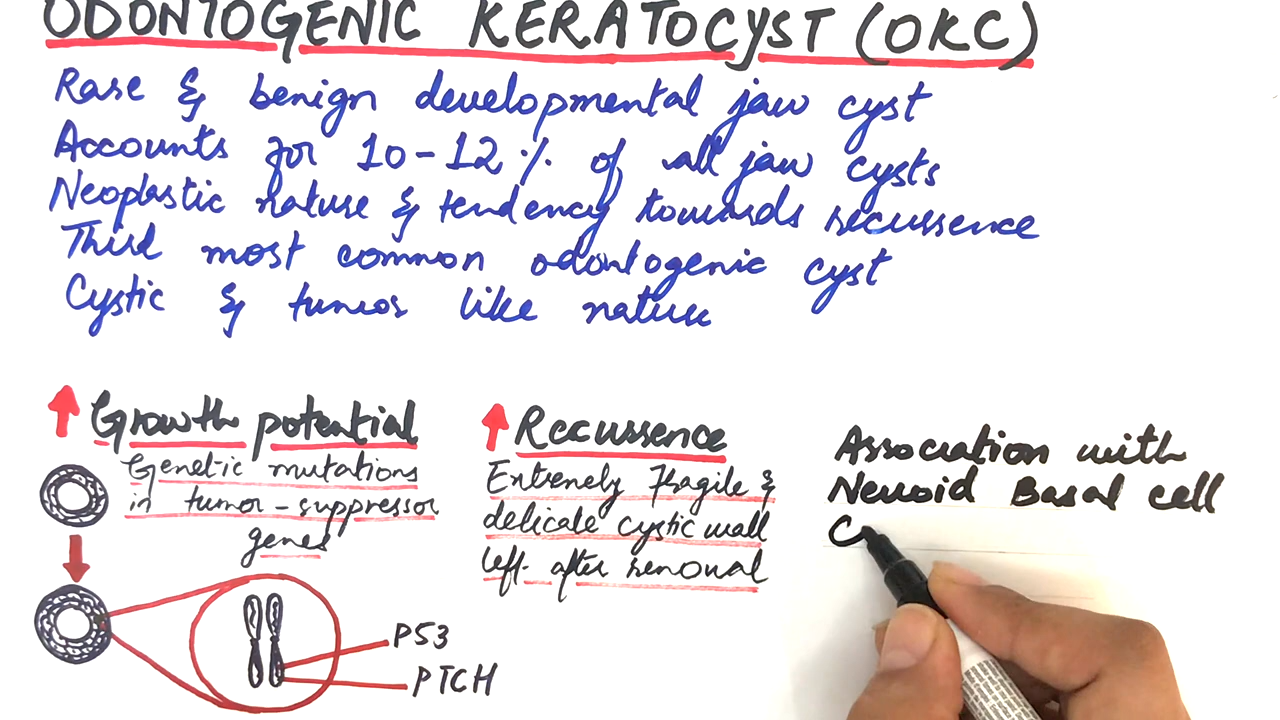 ODONTOGENIC KERATOCYST (OKC)
Rare & benign developmental jaw cyst
Accounts for 10-12% of all jaw cysts
Neoplastic nature & tendency towards recurrence
Third most common odontogenic cyst
Cystic & tumor like nature
Growth potential
Genetic mutations
in tumor-suppressor
genes
P53
PTCH
Recurrence
Extremely fragile &
delicate cystic wall
left after removal
Association with
Nevoid Basal cell
C